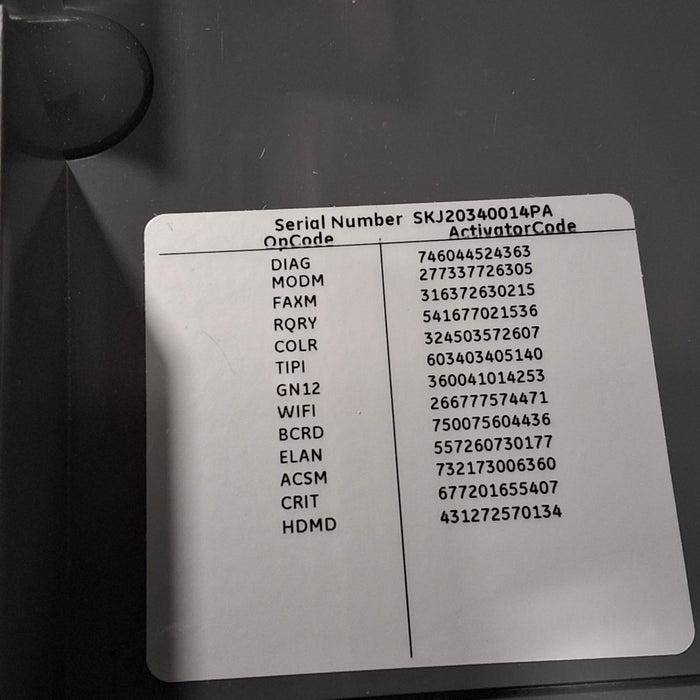 Serial Number SKJ20340014PA
OpCode ActivatorCode
DIAG 746044524363
MODM 277337726305
FAXM 316372630215
RQRY 541677021536
COLR 324503572607
TIPI 603403405140
GN12 360041014253
WIFI 266777574471
BCRD 750075604436
ELAN 557260730177
ACSM 732173006360
CRIT 677201655407
HDMD 431272570134